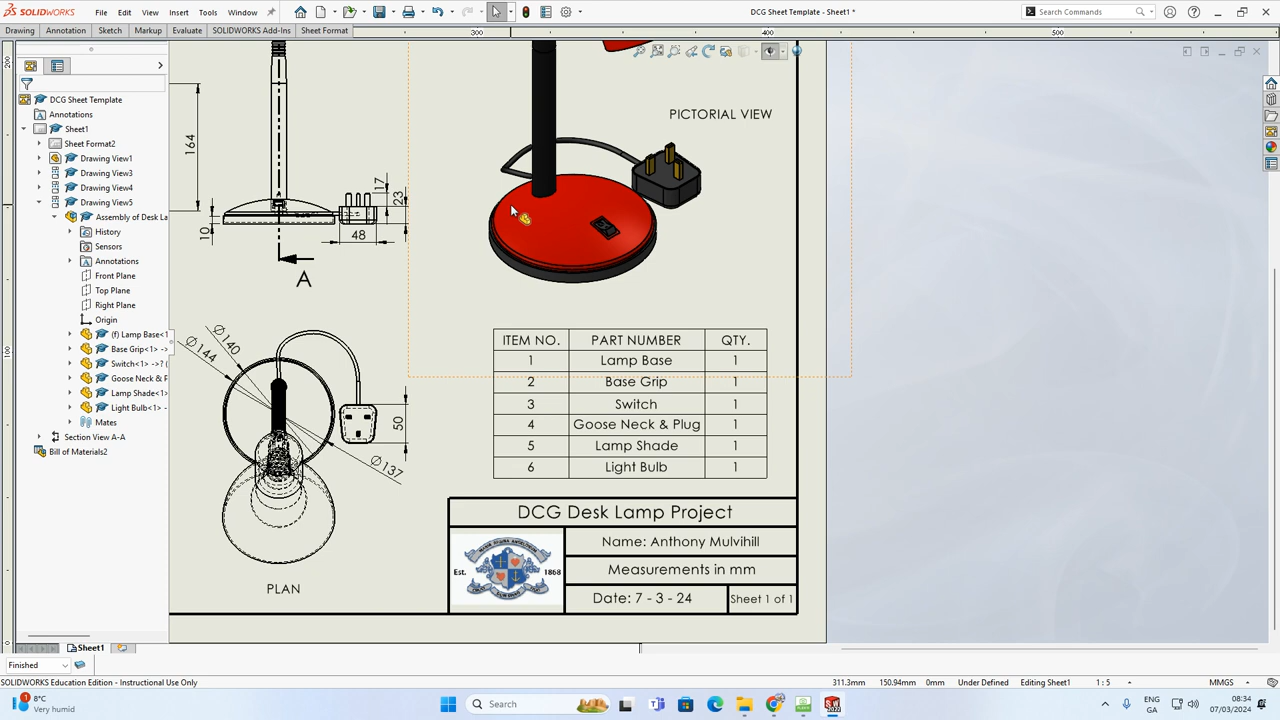 SOLIDWORKS
File
Edit
View
Insert
Tools
Window
DCG Sheet Template - Sheet1 *
Search Commands
Drawing
Annotation
Sketch
Markup
Evaluate
SOLIDWORKS Add-Ins
Sheet Format
300
400
500
200
100
0
DCG Sheet Template
Annotations
Sheet1
Sheet Format2
Drawing View1
Drawing View3
Drawing View4
Drawing View5
Assembly of Desk La
History
Sensors
Annotations
Front Plane
Top Plane
Right Plane
Origin
(f) Lamp Base<1
Base Grip<1> ->
Switch<1> ->? (
Goose Neck & P
Lamp Shade<1>
Light Bulb<1> -
Mates
Section View A-A
Bill of Materials2
164
17
23
10
48
A
PICTORIAL VIEW
Ø140
Ø144
50
Ø137
PLAN
ITEM NO. PART NUMBER QTY.
1 Lamp Base 1
2 Base Grip 1
3 Switch 1
4 Goose Neck & Plug 1
5 Lamp Shade 1
6 Light Bulb 1
DCG Desk Lamp Project
Est. 1868
Name: Anthony Mulvihill
Measurements in mm
Date: 7 - 3 - 24
Sheet 1 of 1
Sheet1
Finished
SOLIDWORKS Education Edition - Instructional Use Only
311.3mm
150.94mm
0mm
Under Defined
Editing Sheet1
1 : 5
MMGS
1
8°C
Very humid
Search
ENG
GA
08:34
07/03/2024